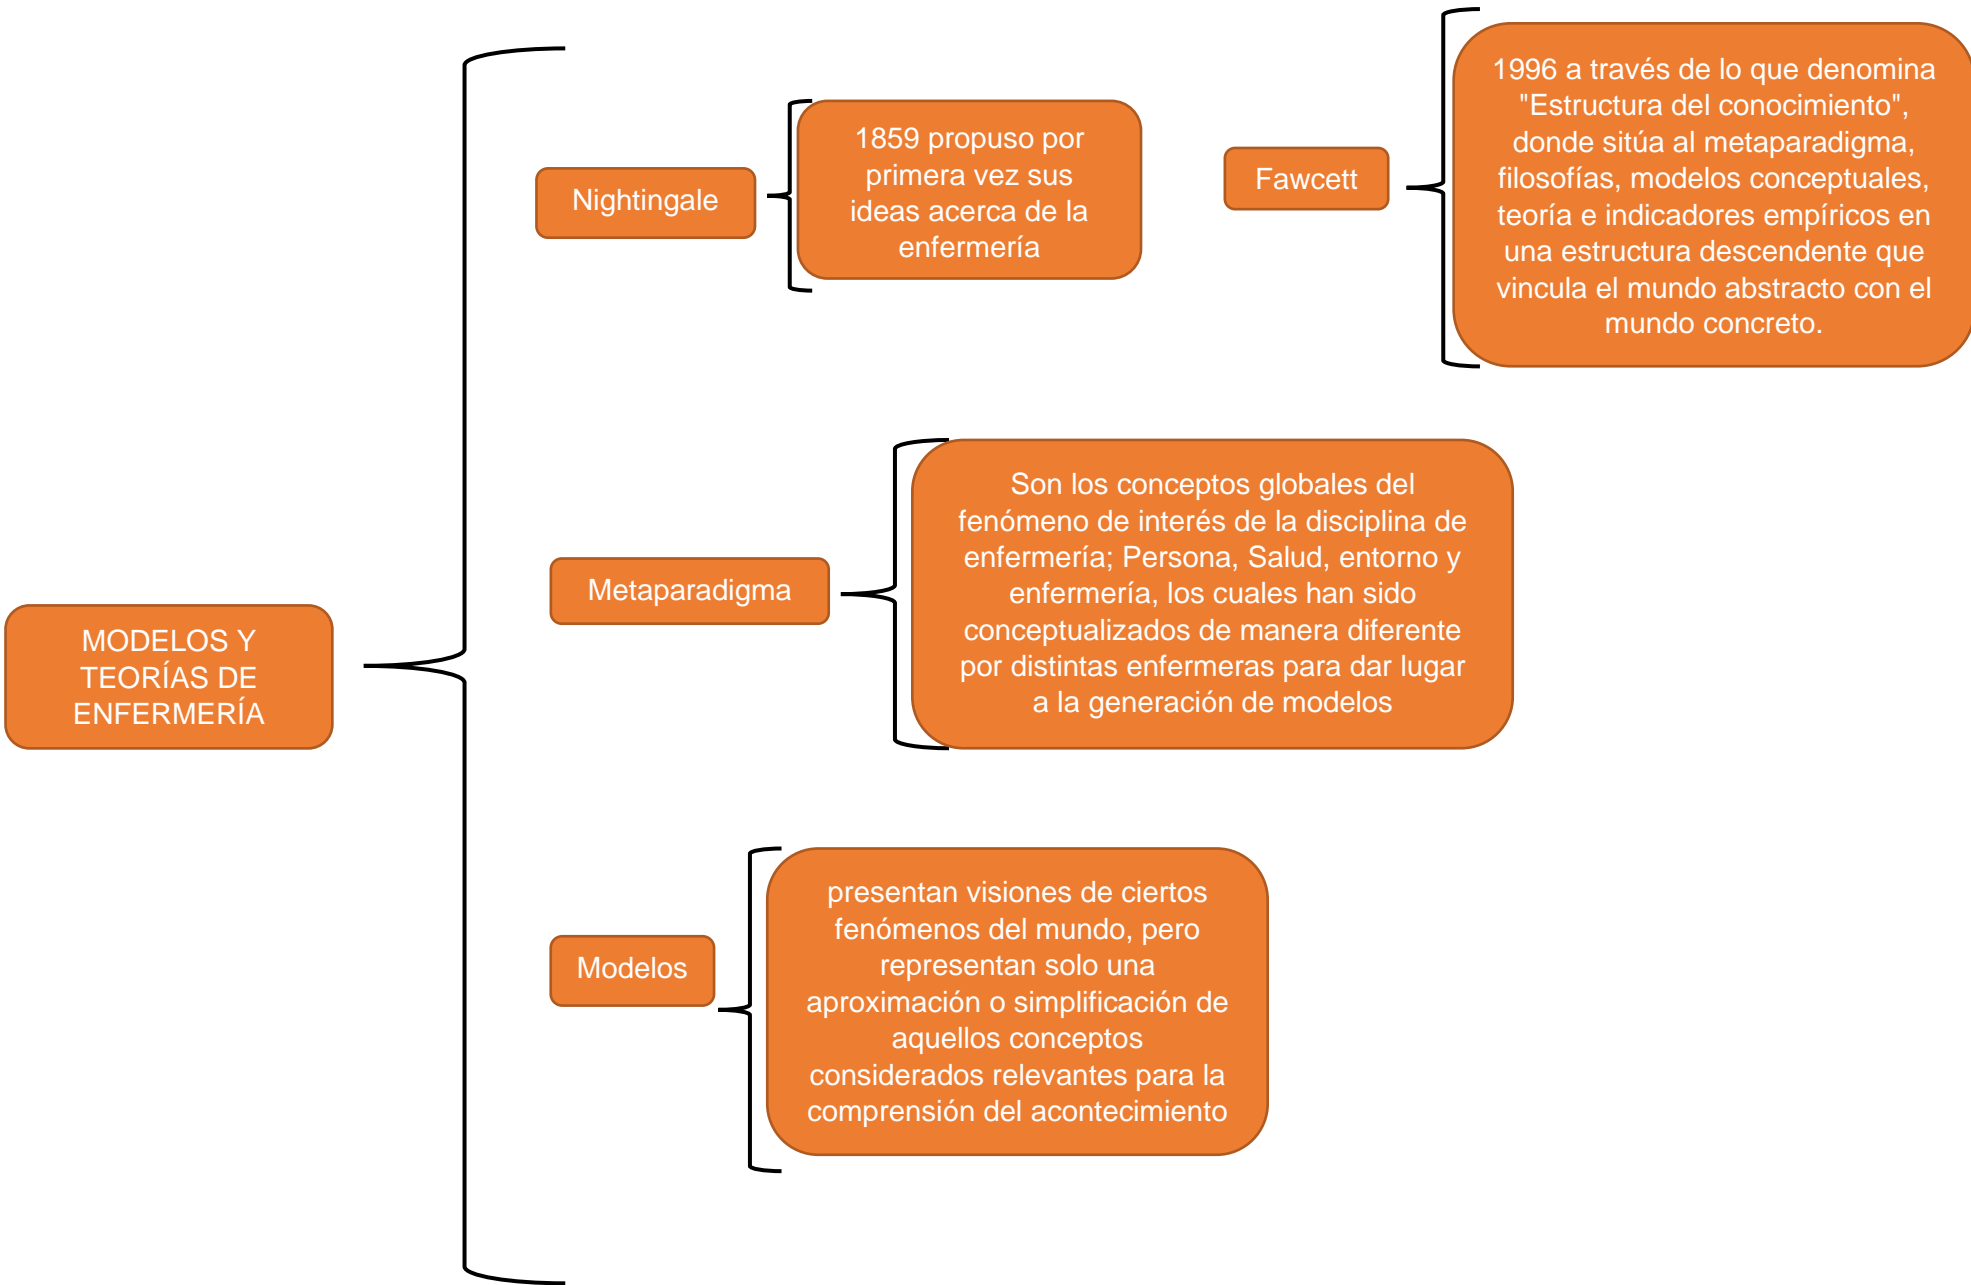 MODELOS Y
TEORÍAS DE
ENFERMERÍA
Nightingale
1859 propuso por
primera vez sus
ideas acerca de la
enfermería
Fawcett
1996 a través de lo que denomina
"Estructura del conocimiento",
donde sitúa al metaparadigma,
filosofías, modelos conceptuales,
teoría e indicadores empíricos en
una estructura descendente que
vincula el mundo abstracto con el
mundo concreto.
Metaparadigma
Son los conceptos globales del
fenómeno de interés de la disciplina de
enfermería; Persona, Salud, entorno y
enfermería, los cuales han sido
conceptualizados de manera diferente
por distintas enfermeras para dar lugar
a la generación de modelos
Modelos
presentan visiones de ciertos
fenómenos del mundo, pero
representan solo una
aproximación o simplificación de
aquellos conceptos
considerados relevantes para la
comprensión del acontecimiento